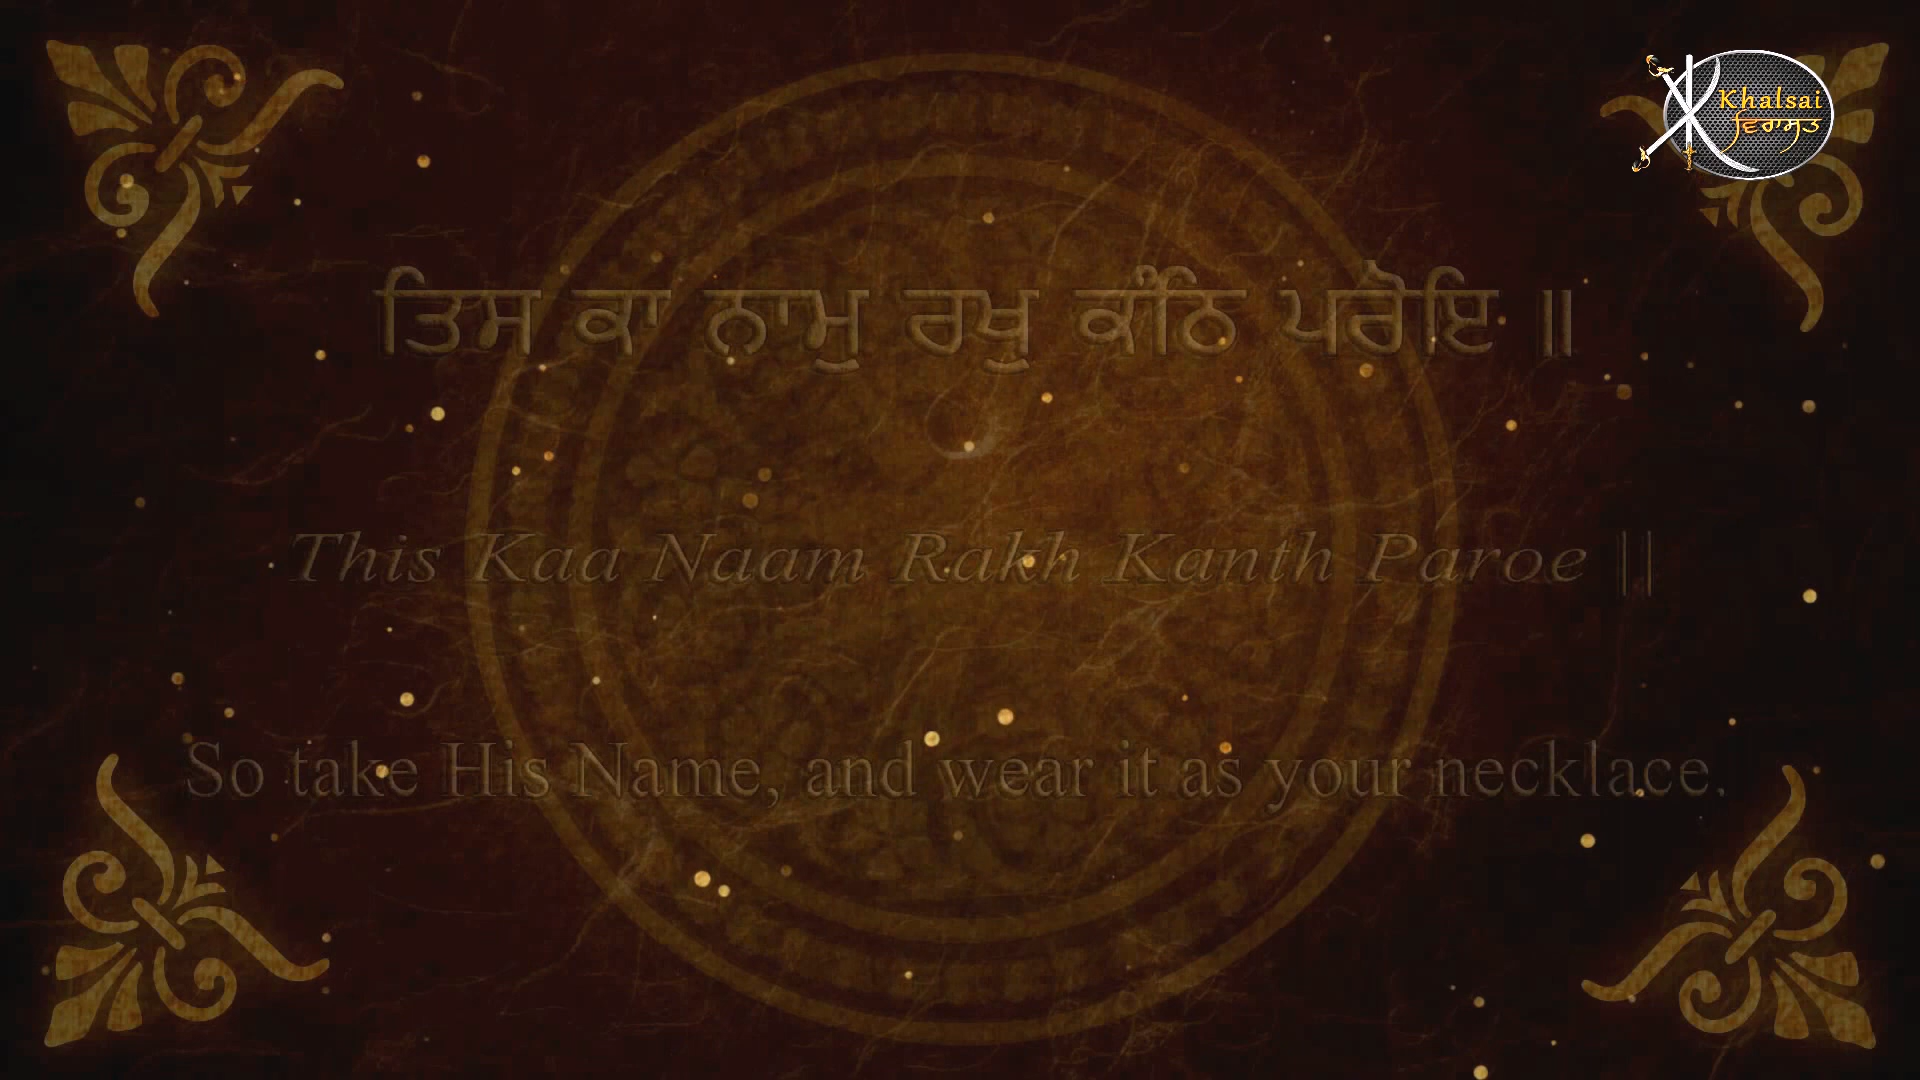 Khalsai
ਵਿਰਾਸਤ
ਤਿਸ ਕਾ ਨਾਮੁ ਰਖੁ ਕੰਠਿ ਪਰੋਇ ॥
This Kaa Naam Rakh Kanth Paroe ||
So take His Name, and wear it as your necklace.